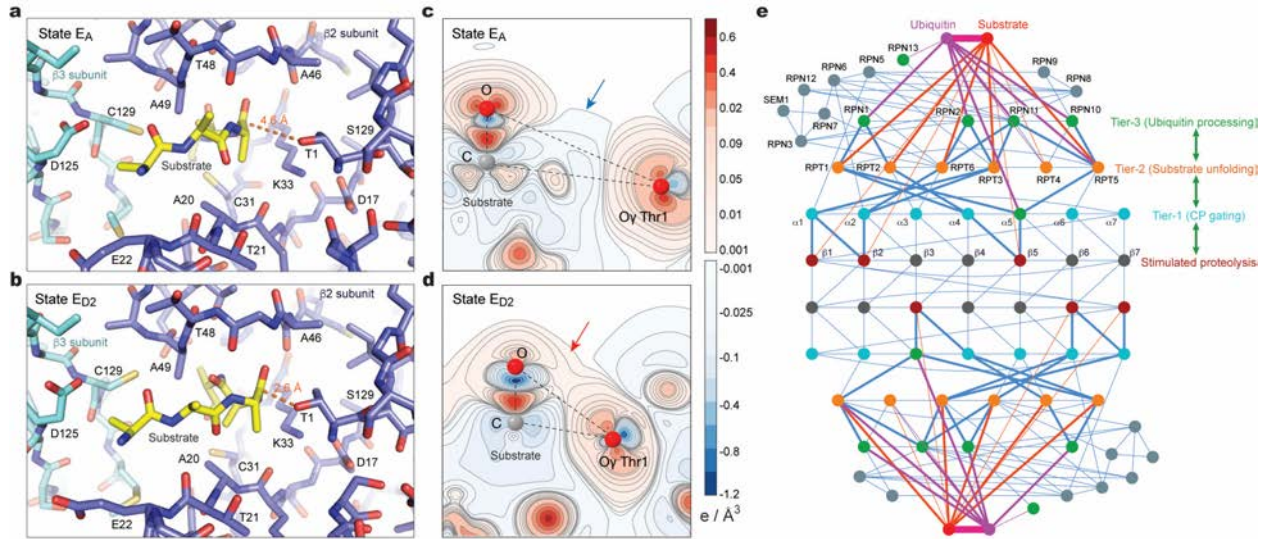 a
State EA
β2 subunit
T48
A46
β3 subunit
A49
C129
4.6 Å
S129
T1
D125
Substrate
K33
A20
C31
D17
E22
T21
b
State ED2
β2 subunit
T48
A46
β3 subunit
A49
C129
2.6 Å
S129
T1
D125
Substrate
K33
A20
C31
D17
E22
T21
c
State EA
O
C
Substrate
Oγ Thr1
d
State ED2
O
C
Substrate
Oγ Thr1
0.6
0.4
0.02
0.09
0.05
0.01
0.001
-0.001
-0.025
-0.1
-0.4
-0.8
-1.2
e / Å3
e
Ubiquitin
Substrate
RPN13
RPN5
RPN9
RPN6
RPN8
RPN12
SEM1
RPN1
RPN2
RPN11
RPN10
RPN7
RPN3
Tier-3 (Ubiquitin processing)
RPT1
RPT2
RPT6
RPT3
RPT4
RPT5
Tier-2 (Substrate unfolding)
α1
α2
α3
α4
α5
α6
α7
Tier-1 (CP gating)
β1
β2
β3
β4
β5
β6
β7
Stimulated proteolysis